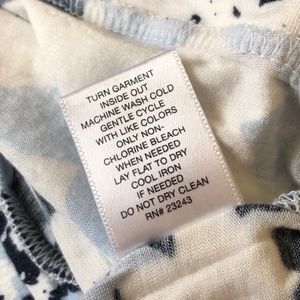 TURN GARMENT
INSIDE OUT
MACHINE WASH COLD
GENTLE CYCLE
WITH LIKE COLORS
ONLY NON-
CHLORINE BLEACH
WHEN NEEDED
LAY FLAT TO DRY
COOL IRON
IF NEEDED
DO NOT DRY CLEAN
RN# 23243